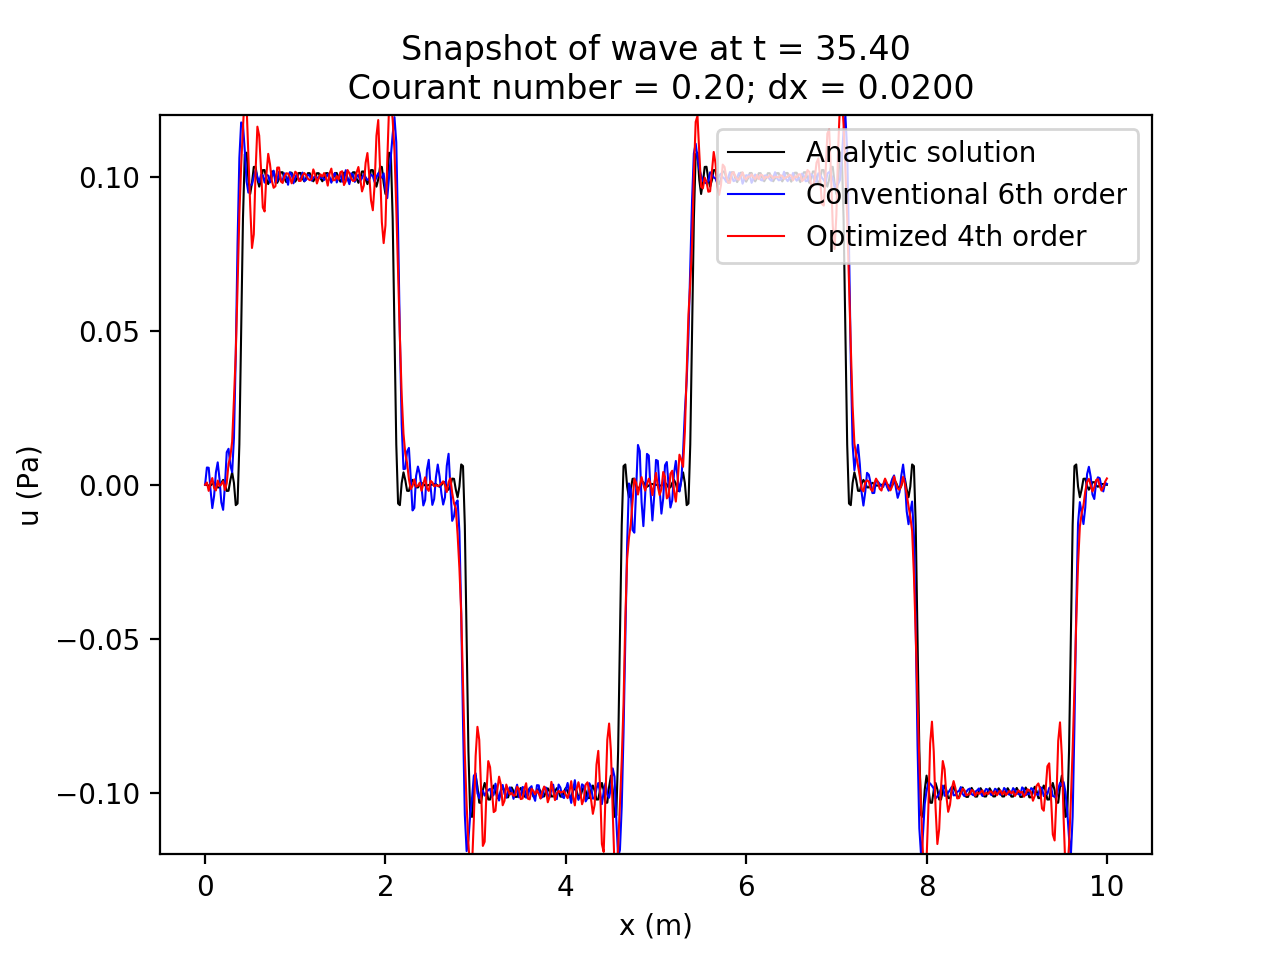 Snapshot of wave at t = 35.40
Courant number = 0.20; dx = 0.0200
Analytic solution
Conventional 6th order
Optimized 4th order
0.10
0.05
0.00
−0.05
−0.10
u (Pa)
0 2 4 6 8 10
x (m)